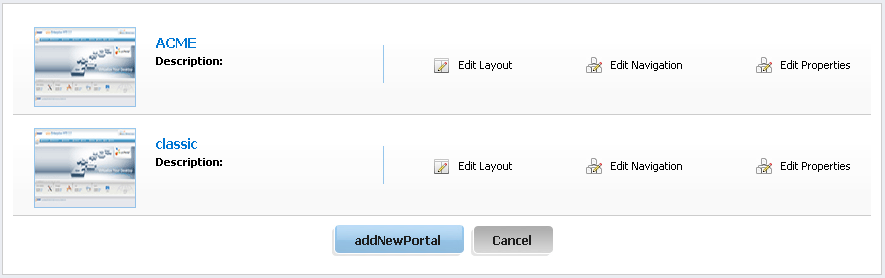 ACME
Description:
Edit Layout Edit Navigation Edit Properties
classic
Description:
Edit Layout Edit Navigation Edit Properties
addNewPortal Cancel